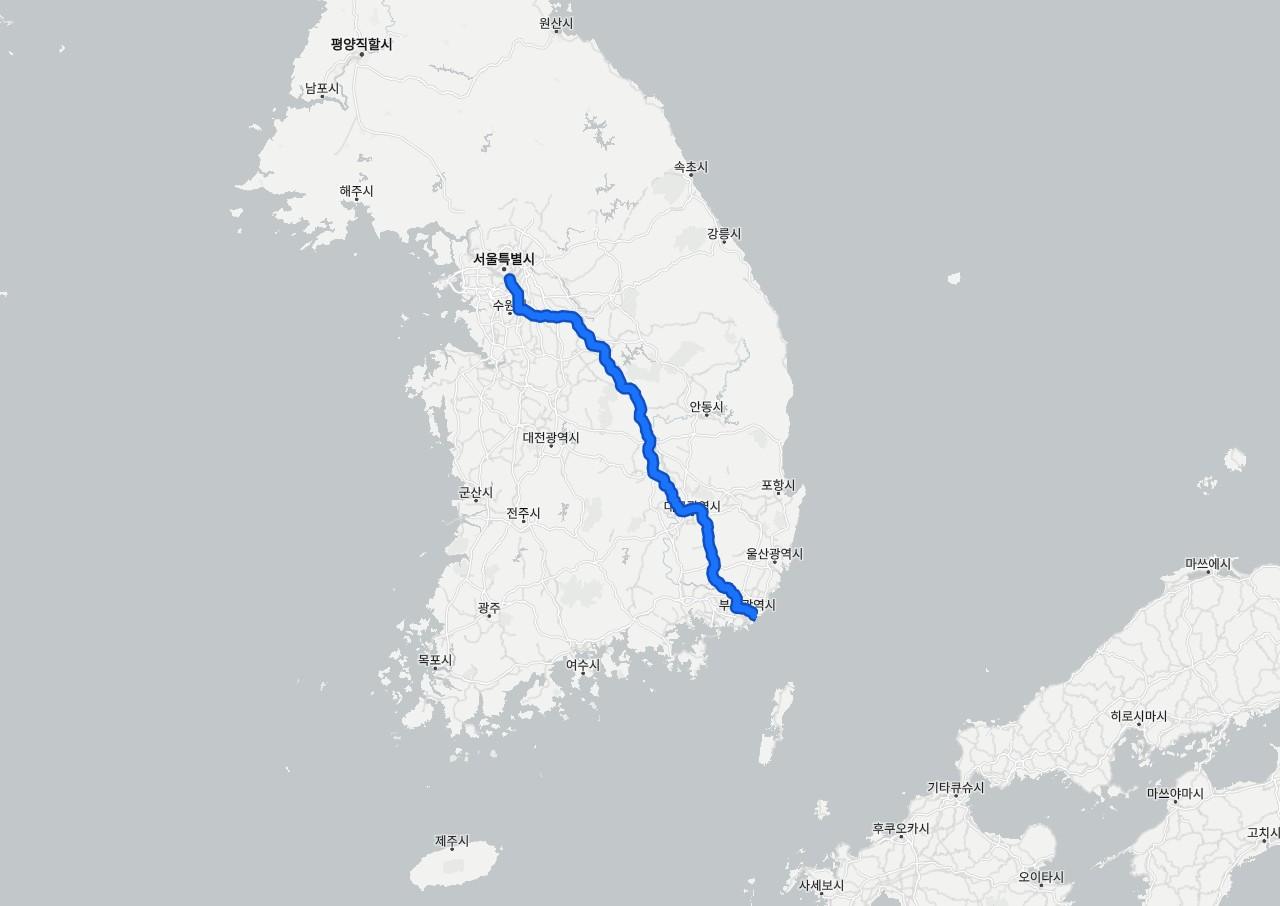 원산시
평양직할시
남포시
속초시
해주시
강릉시
서울특별시
안동시
대전광역시
포항시
군산시
전주시
울산광역시
마쓰에시
광주
목포시
여수시
히로시마시
기타큐슈시
마쓰야마시
후쿠오카시
고치시
제주시
오이타시
사세보시